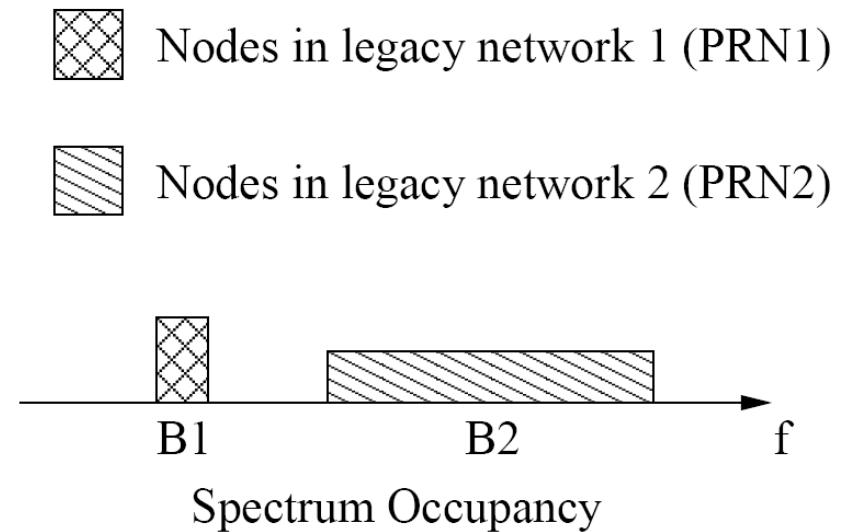 Nodes in legacy network 1 (PRN1)
Nodes in legacy network 2 (PRN2)
B1 B2 f
Spectrum Occupancy